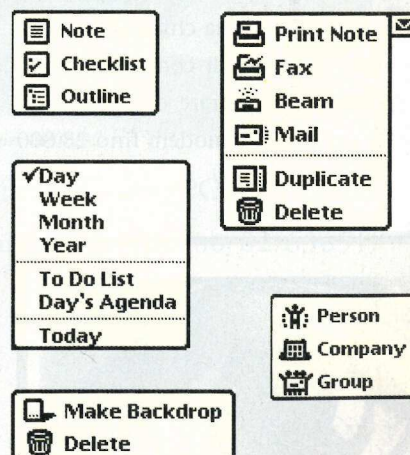 Note
Checklist
Outline
Print Note
Fax
Beam
Mail
Duplicate
Delete
✓Day
Week
Month
Year
To Do List
Day's Agenda
Today
Person
Company
Group
Make Backdrop
Delete